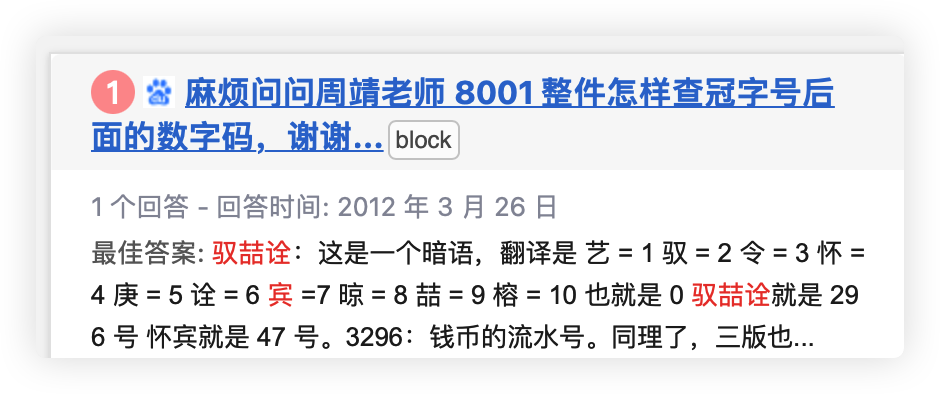 1 麻烦问问周靖老师 8001 整件怎样查冠字号后
面的数字码，谢谢... block
1 个回答 - 回答时间: 2012 年 3 月 26 日
最佳答案: 驭喆诠：这是一个暗语，翻译是 艺 = 1 驭 = 2 令 = 3 怀 =
4 庚 = 5 诠 = 6 宾 =7 晾 = 8 喆 = 9 榕 = 10 也就是 0 驭喆诠就是 29
6 号 怀宾就是 47 号。3296：钱币的流水号。同理了，三版也...